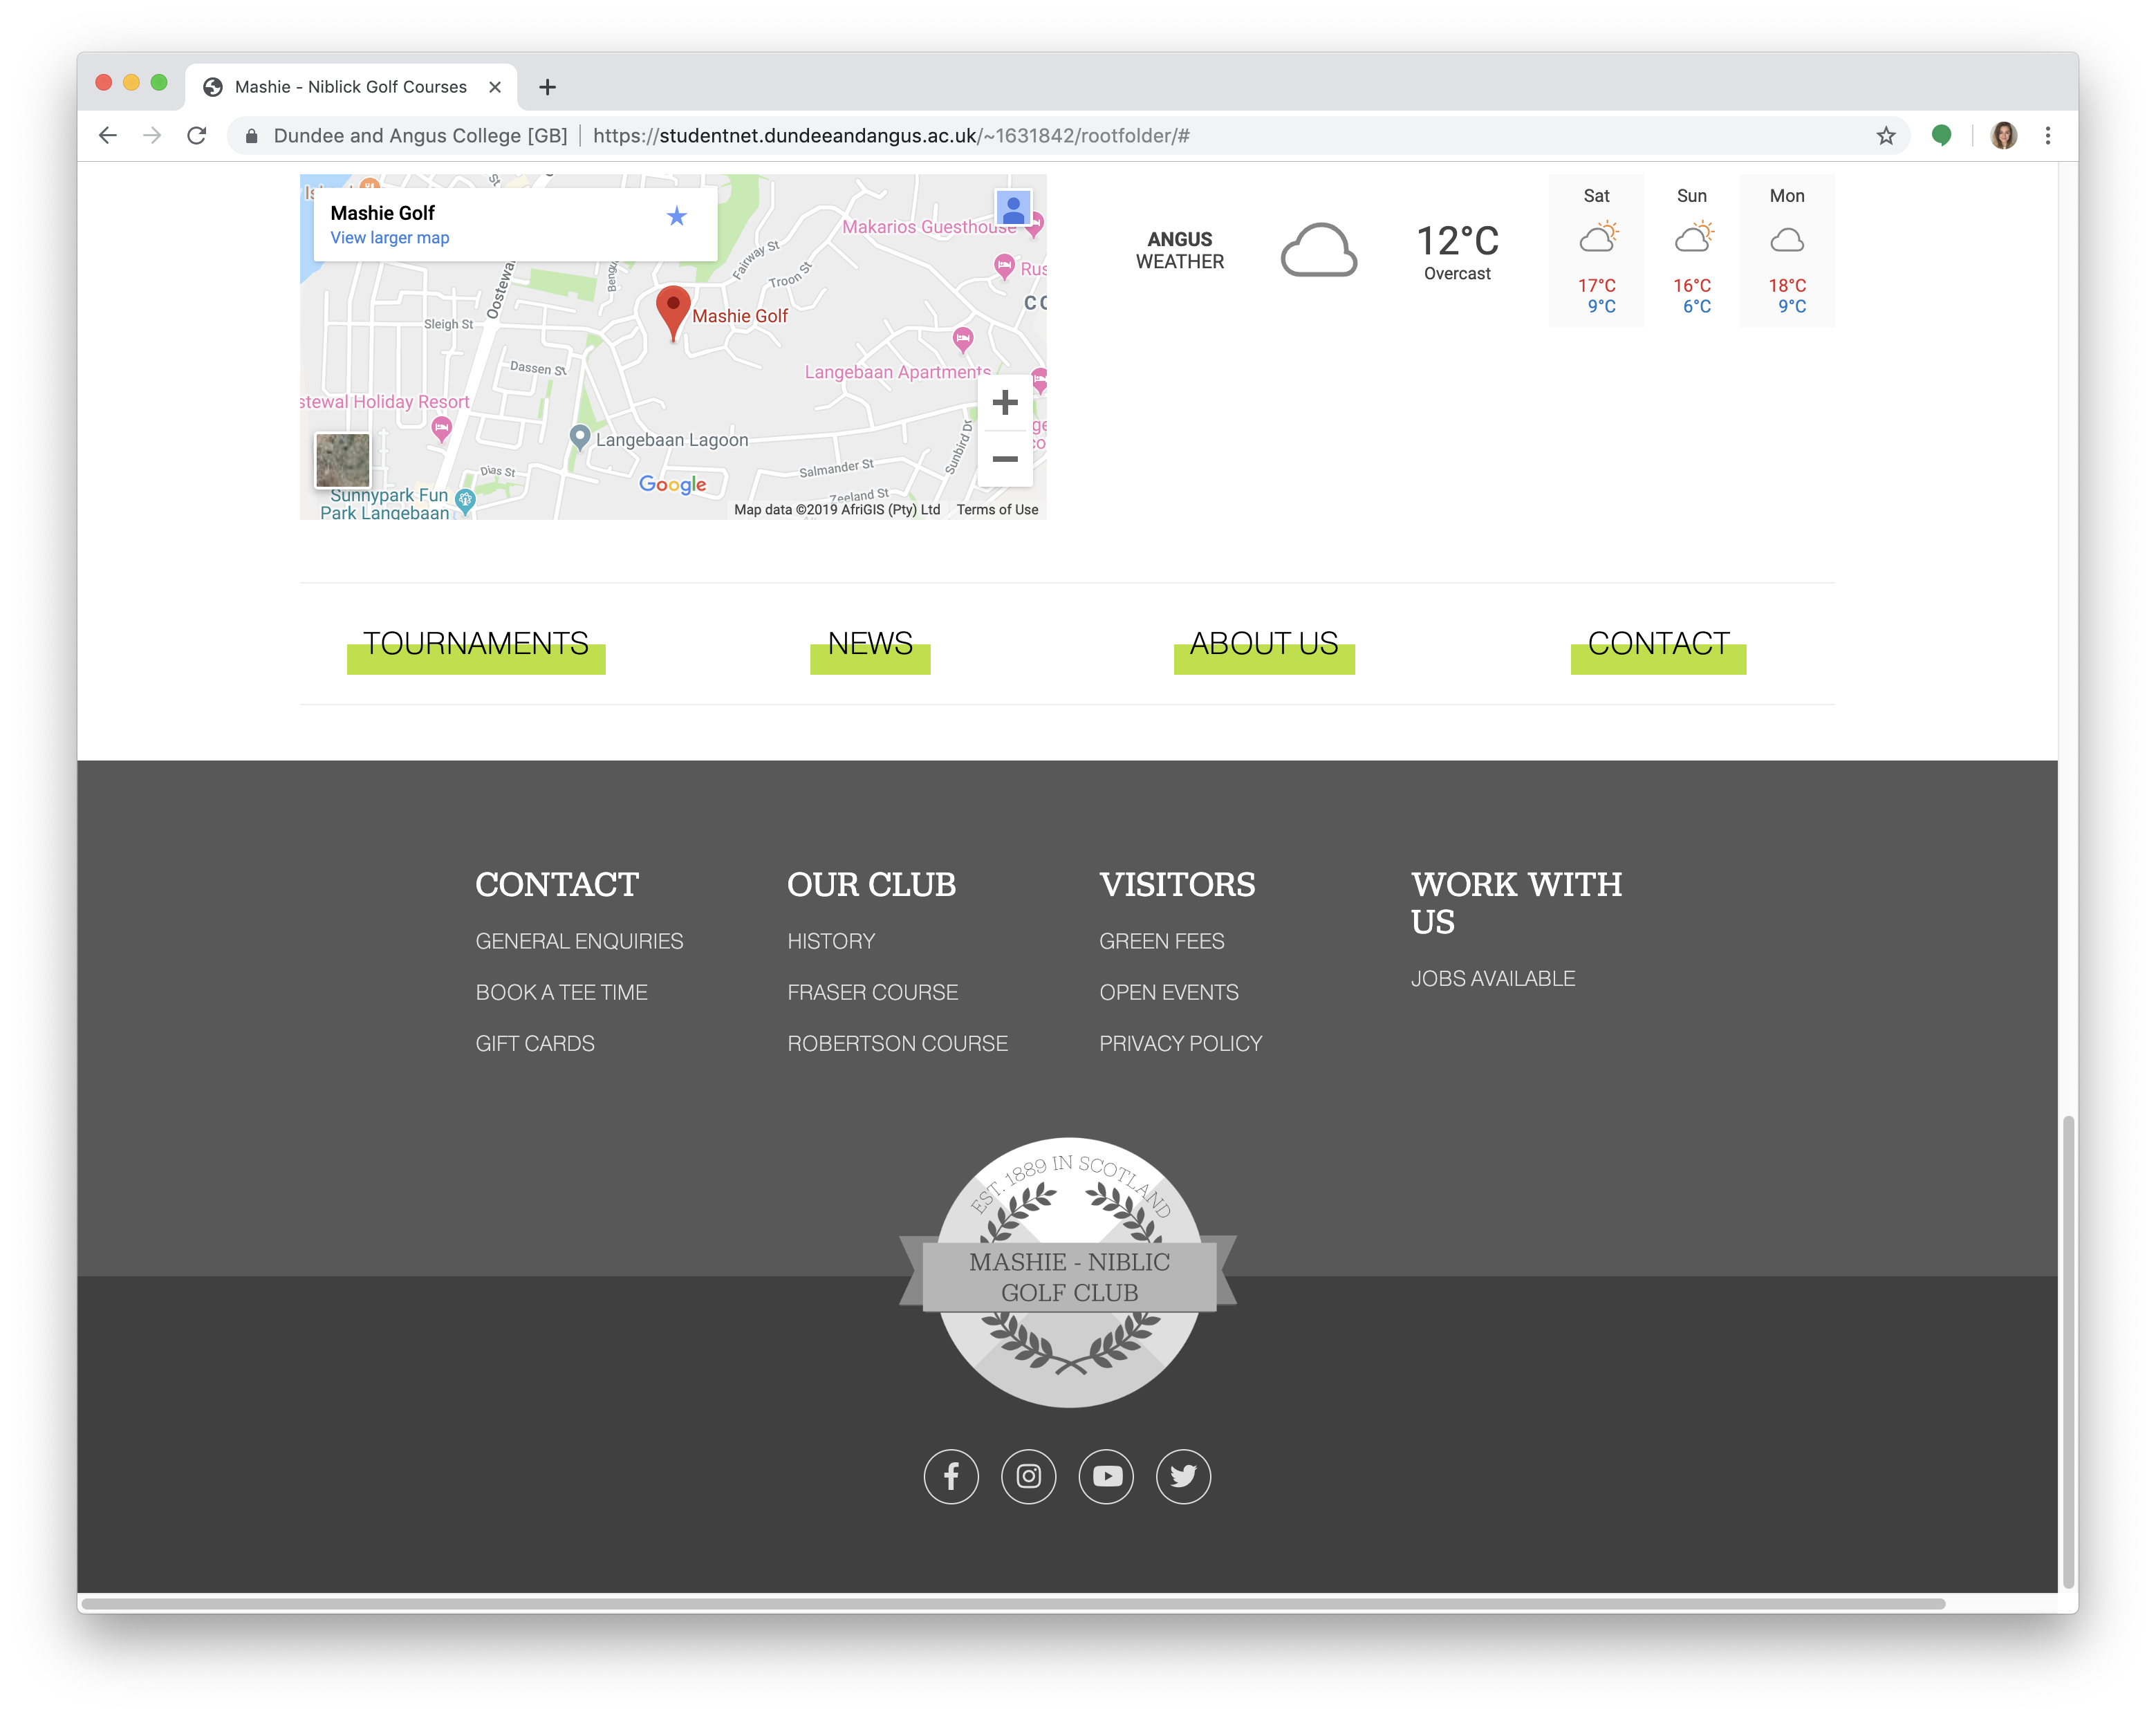 Mashie - Niblick Golf Courses
Dundee and Angus College [GB] | https://studentnet.dundeeandangus.ac.uk/~1631842/rootfolder/#
Mashie Golf
View larger map
Makarios Guesthouse
Fairway St
Troon St
Sleigh St
Mashie Golf
Dassen St
Langebaan Apartments
stewal Holiday Resort
Langebaan Lagoon
Sunbird Dr
Dias St
Salmander St
Google
Zeeland St
Sunnypark Fun
Park Langebaan
Map data ©2019 AfriGIS (Pty) Ltd Terms of Use
ANGUS
WEATHER
12°C
Overcast
Sat Sun Mon
17°C 16°C 18°C
9°C 6°C 9°C
TOURNAMENTS NEWS ABOUT US CONTACT
CONTACT
GENERAL ENQUIRIES
BOOK A TEE TIME
GIFT CARDS
OUR CLUB
HISTORY
FRASER COURSE
ROBERTSON COURSE
VISITORS
GREEN FEES
OPEN EVENTS
PRIVACY POLICY
WORK WITH
US
JOBS AVAILABLE
EST. 1889 IN SCOTLAND
MASHIE - NIBLIC
GOLF CLUB